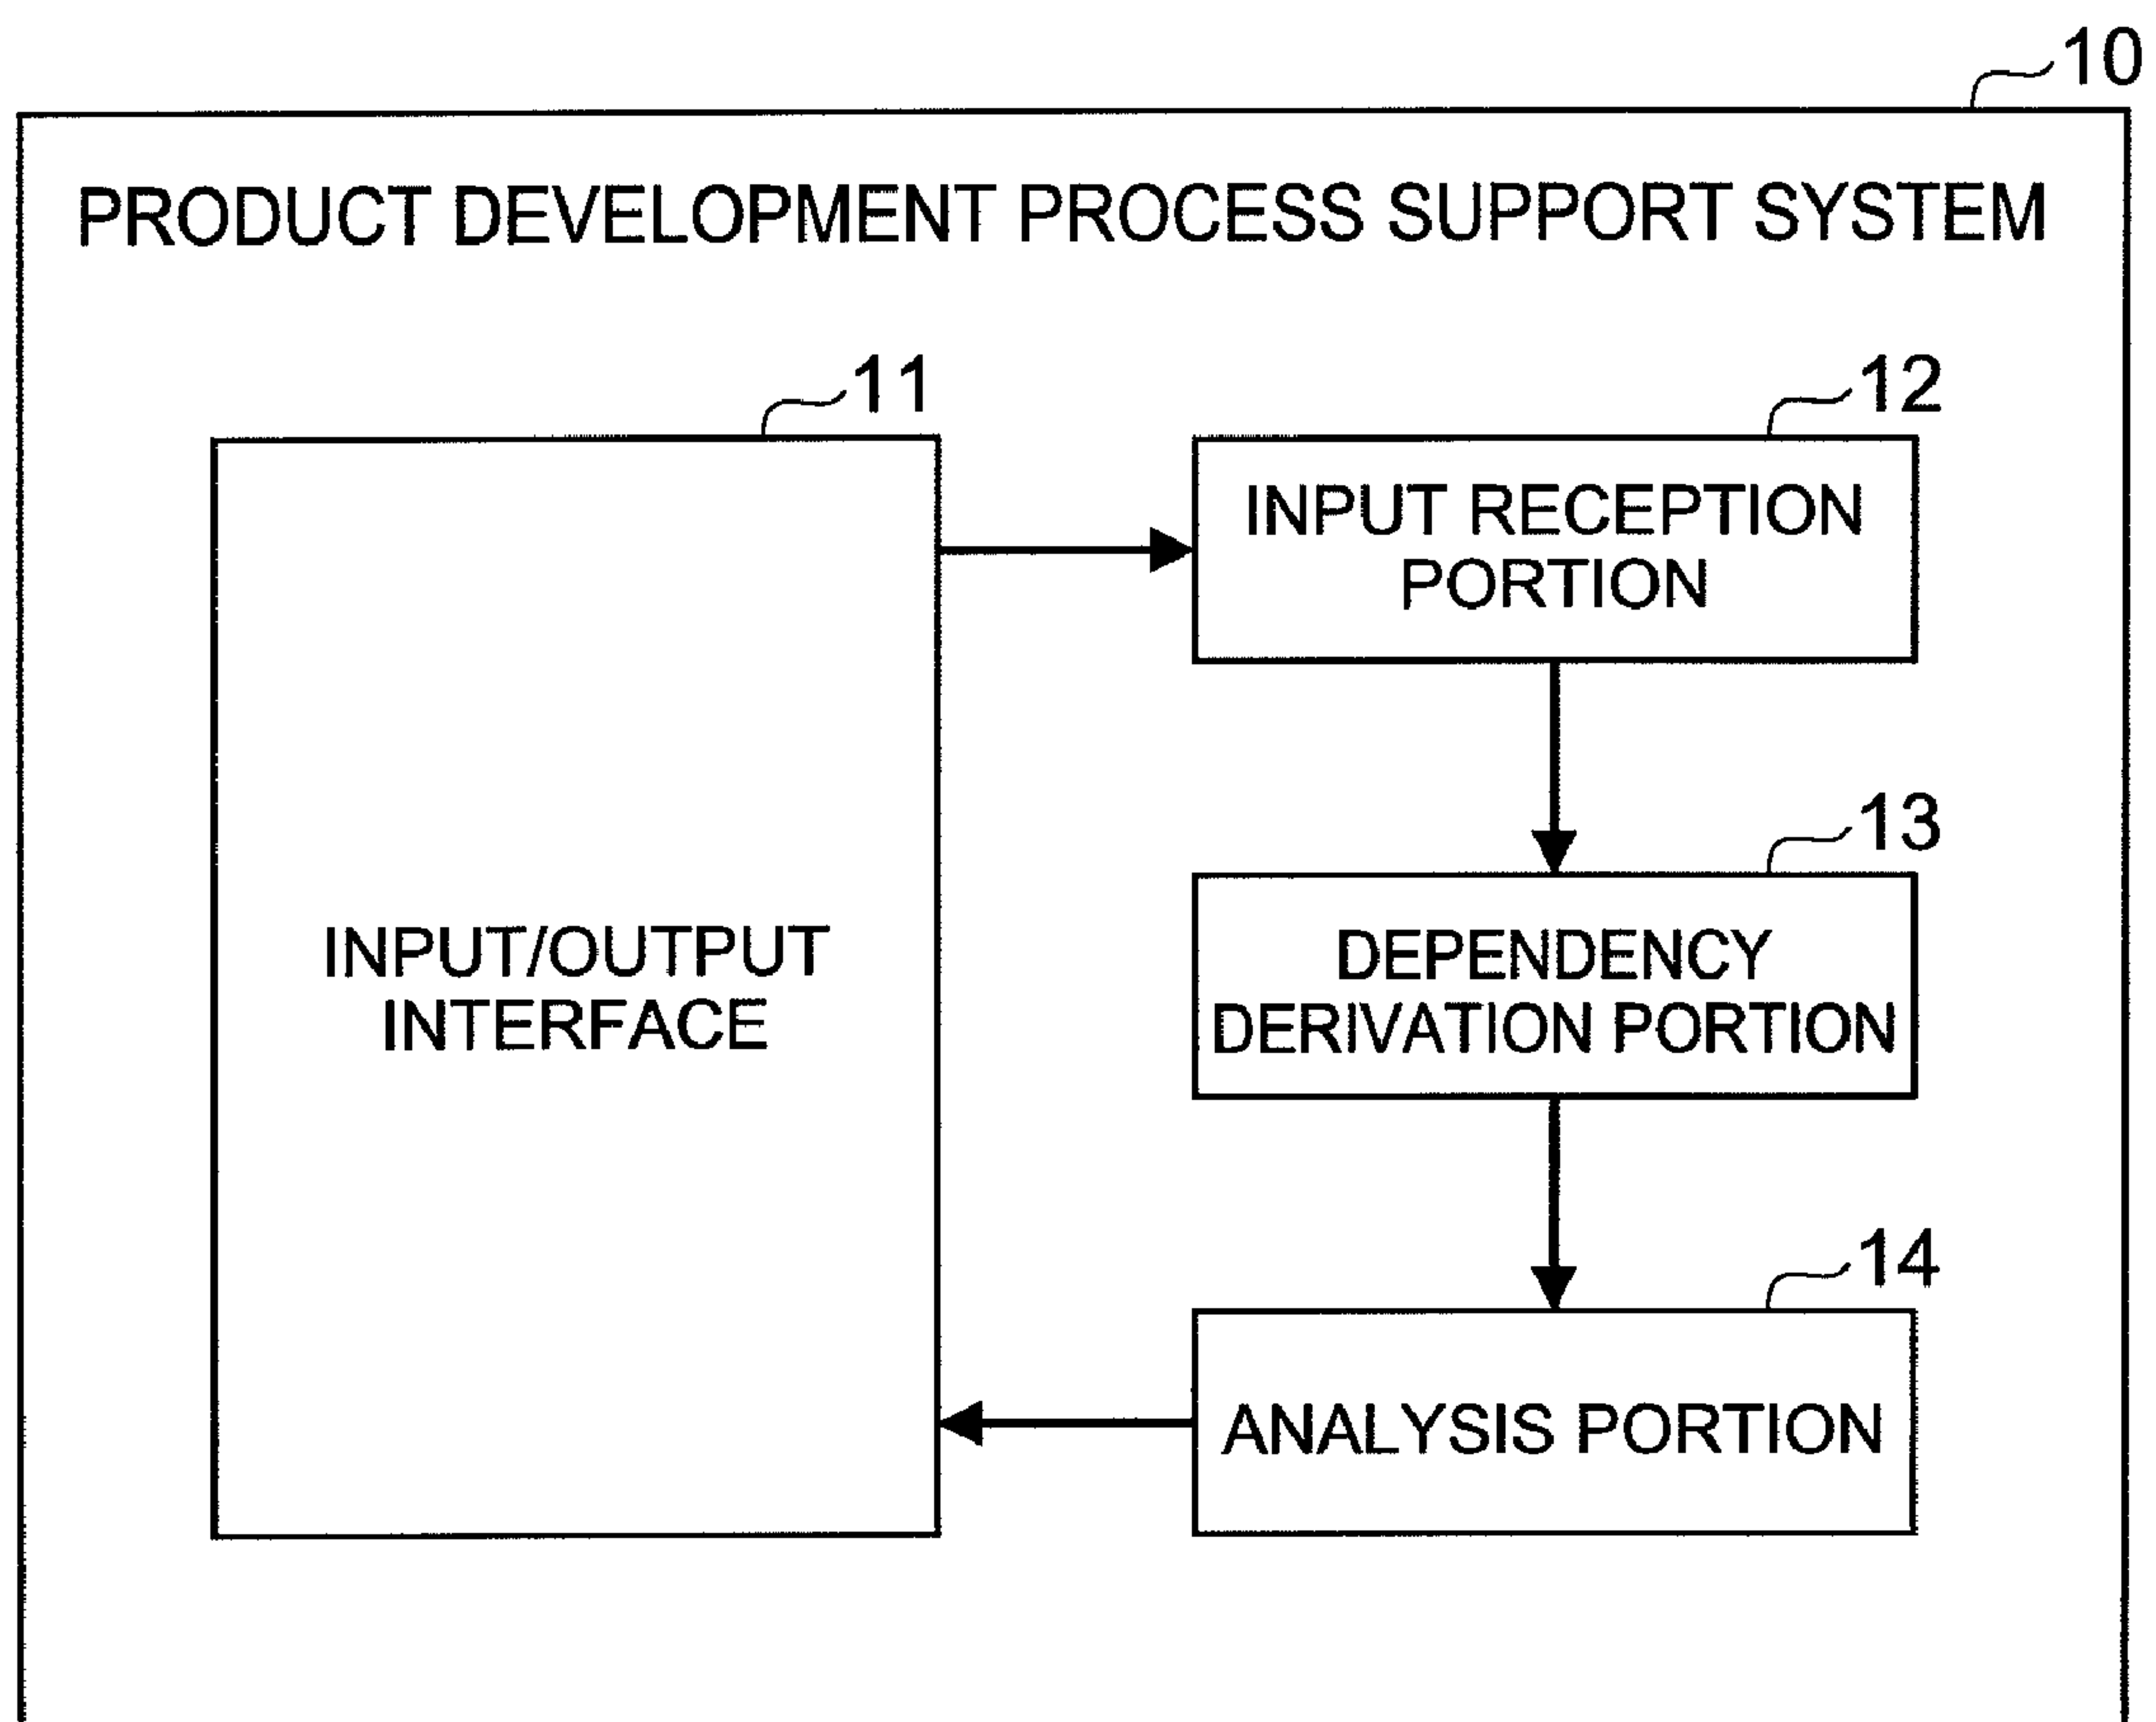 10
PRODUCT DEVELOPMENT PROCESS SUPPORT SYSTEM
11
12
INPUT RECEPTION
PORTION
13
INPUT/OUTPUT
INTERFACE
DEPENDENCY
DERIVATION PORTION
14
ANALYSIS PORTION